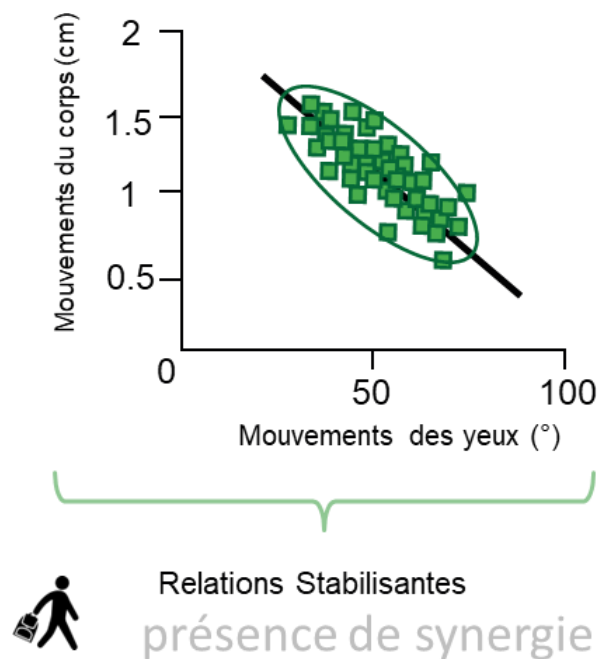 Mouvements du corps (cm)
2
1.5
1
0.5
0
50
100
Mouvements des yeux (°)
Relations Stabilisantes
présence de synergie